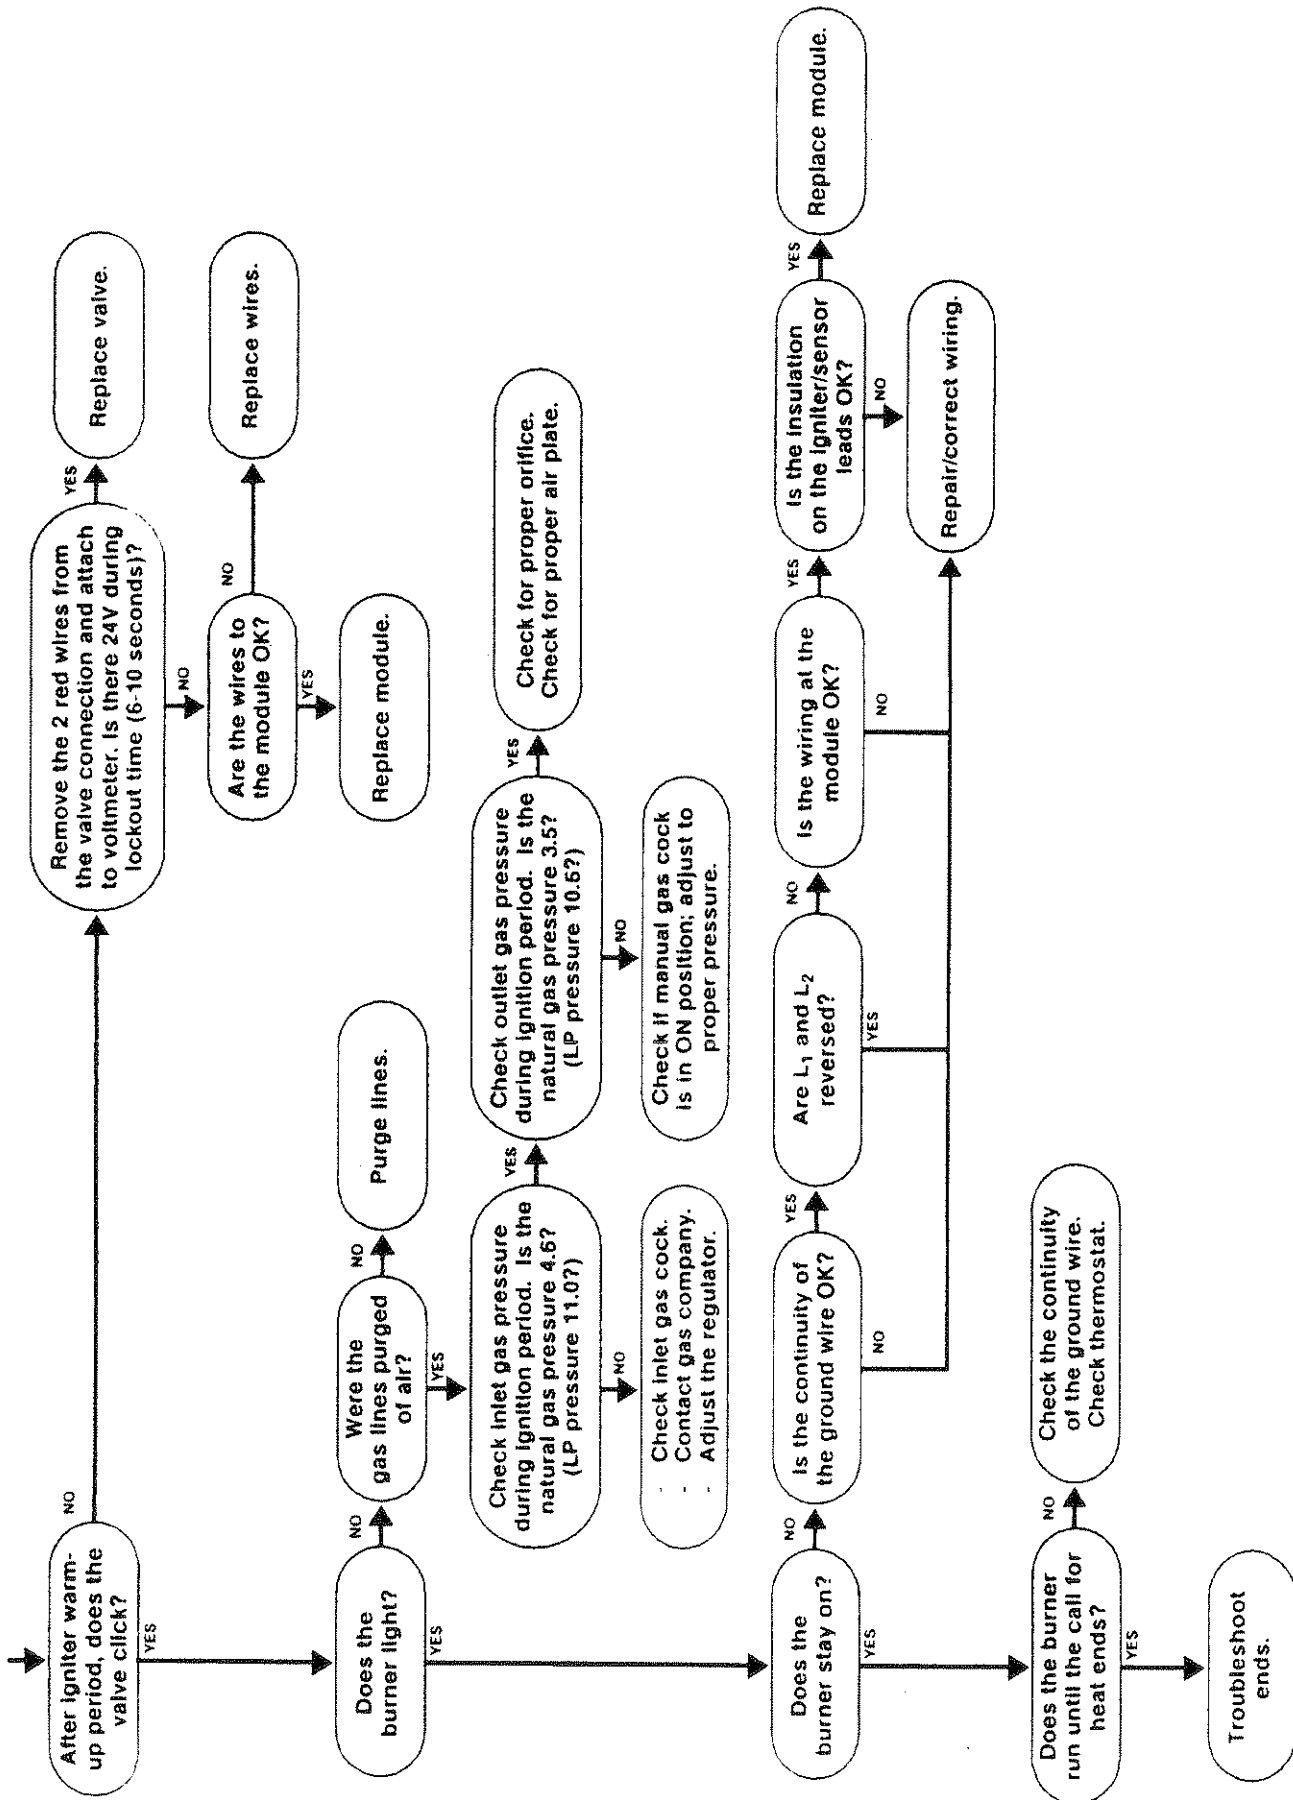 After igniter warm-
up period, does the
valve click?
NO
Remove the 2 red wires from
the valve connection and attach
to voltmeter. Is there 24V during
lockout time (6-10 seconds)?
YES
Replace valve.
NO
Are the wires to
the module OK?
NO
Replace wires.
YES
Replace module.
YES
Does the
burner light?
NO
Were the
gas lines purged
of air?
NO
Purge lines.
YES
Check inlet gas pressure
during ignition period. Is the
natural gas pressure 4.6?
(LP pressure 11.0?)
YES
Check outlet gas pressure
during ignition period. Is the
natural gas pressure 3.5?
(LP pressure 10.5?)
YES
Check for proper orifice.
Check for proper air plate.
NO
- Check inlet gas cock.
- Contact gas company.
- Adjust the regulator.
NO
Check if manual gas cock
is in ON position; adjust to
proper pressure.
YES
Does the
burner stay on?
NO
Is the continuity of
the ground wire OK?
YES
Are L1 and L2
reversed?
NO
Is the wiring at the
module OK?
YES
Is the insulation
on the igniter/sensor
leads OK?
YES
Replace module.
NO
YES
NO
NO
Repair/correct wiring.
YES
Does the burner
run until the call for
heat ends?
NO
Check the continuity
of the ground wire.
Check thermostat.
YES
Troubleshoot
ends.